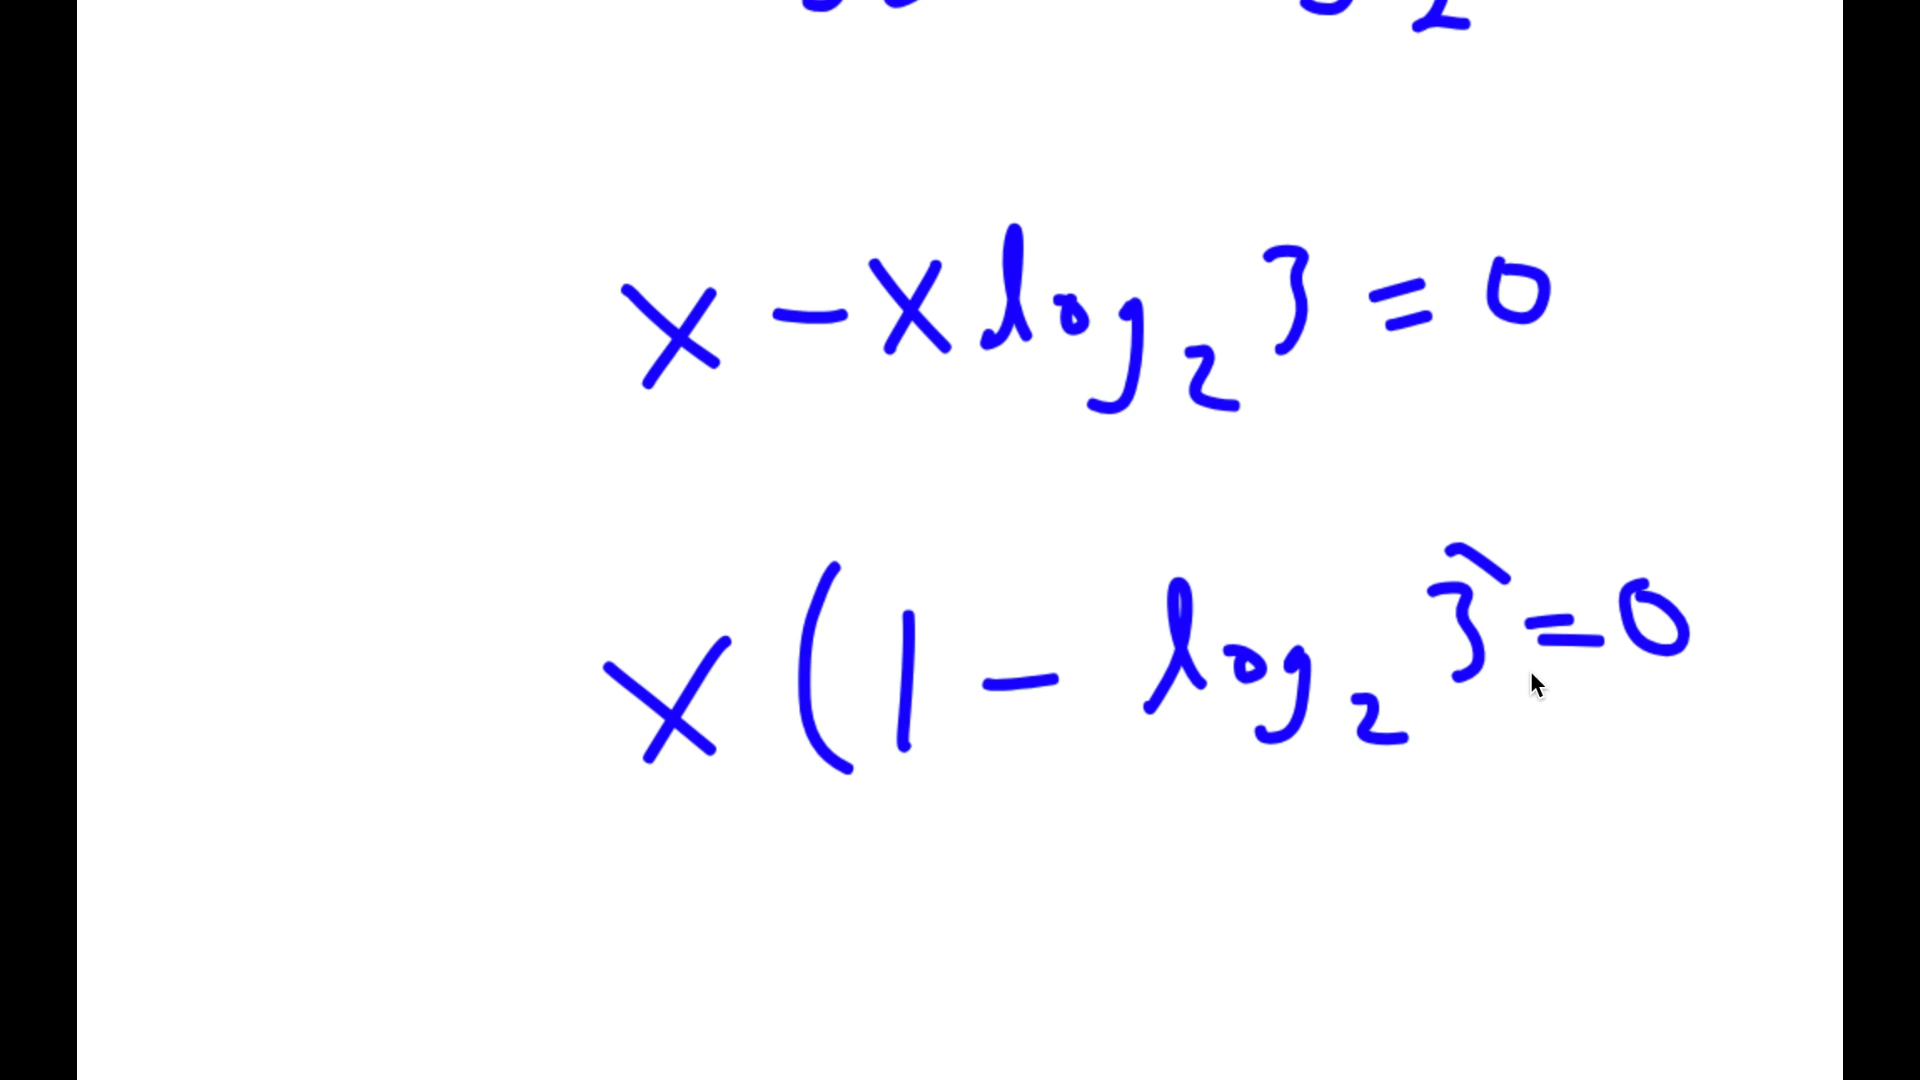 x - x log₂ 3 = 0
x (1 - log₂ 3 = 0